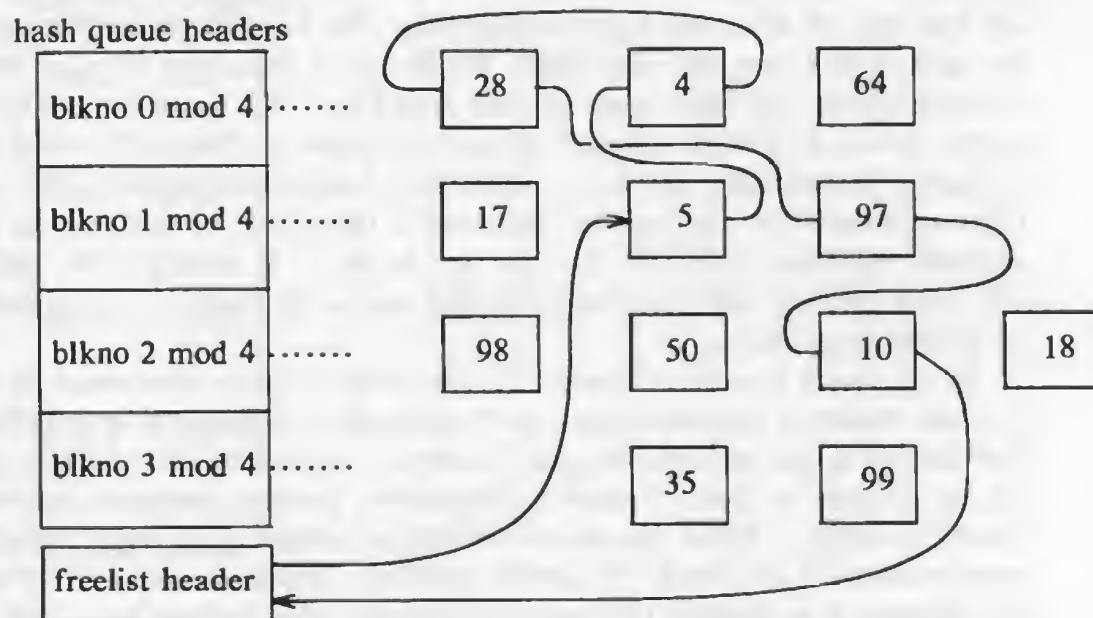 hash queue headers
blkno 0 mod 4 ...... 28 4 64
blkno 1 mod 4 ...... 17 5 97
blkno 2 mod 4 ...... 98 50 10 18
blkno 3 mod 4 ...... 35 99
freelist header